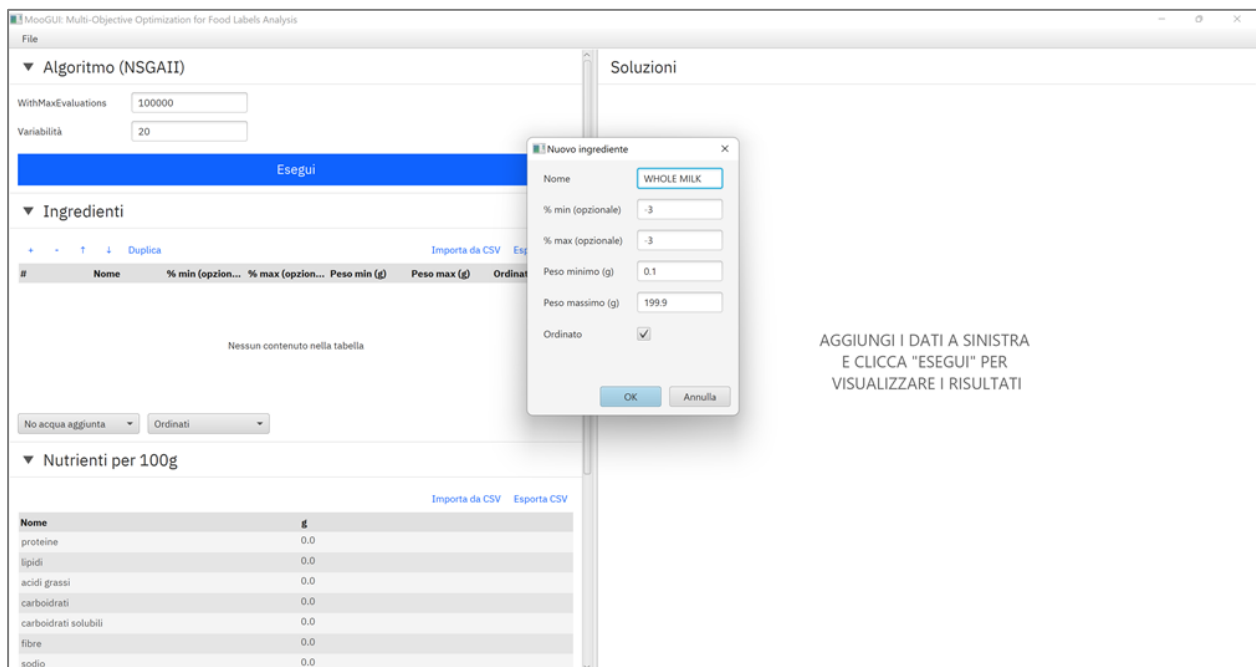 MooGUI: Multi-Objective Optimization for Food Labels Analysis
File
Algoritmo (NSGAII)
WithMaxEvaluations 100000
Variabilità 20
Esegui
Ingredienti
+ - ↑ ↓ Duplica Importa da CSV Esp
# Nome % min (opzion... % max (opzion... Peso min (g) Peso max (g) Ordinat
Nessun contenuto nella tabella
No acqua aggiunta Ordinati
Nutrienti per 100g
Importa da CSV Esporta CSV
Nome g
proteine 0.0
lipidi 0.0
acidi grassi 0.0
carboidrati 0.0
carboidrati solubili 0.0
fibre 0.0
sodio 0.0
Nuovo ingrediente
Nome WHOLE MILK
% min (opzionale) -3
% max (opzionale) -3
Peso minimo (g) 0.1
Peso massimo (g) 199.9
Ordinato
OK Annulla
Soluzioni
AGGIUNGI I DATI A SINISTRA
E CLICCA "ESEGUI" PER
VISUALIZZARE I RISULTATI